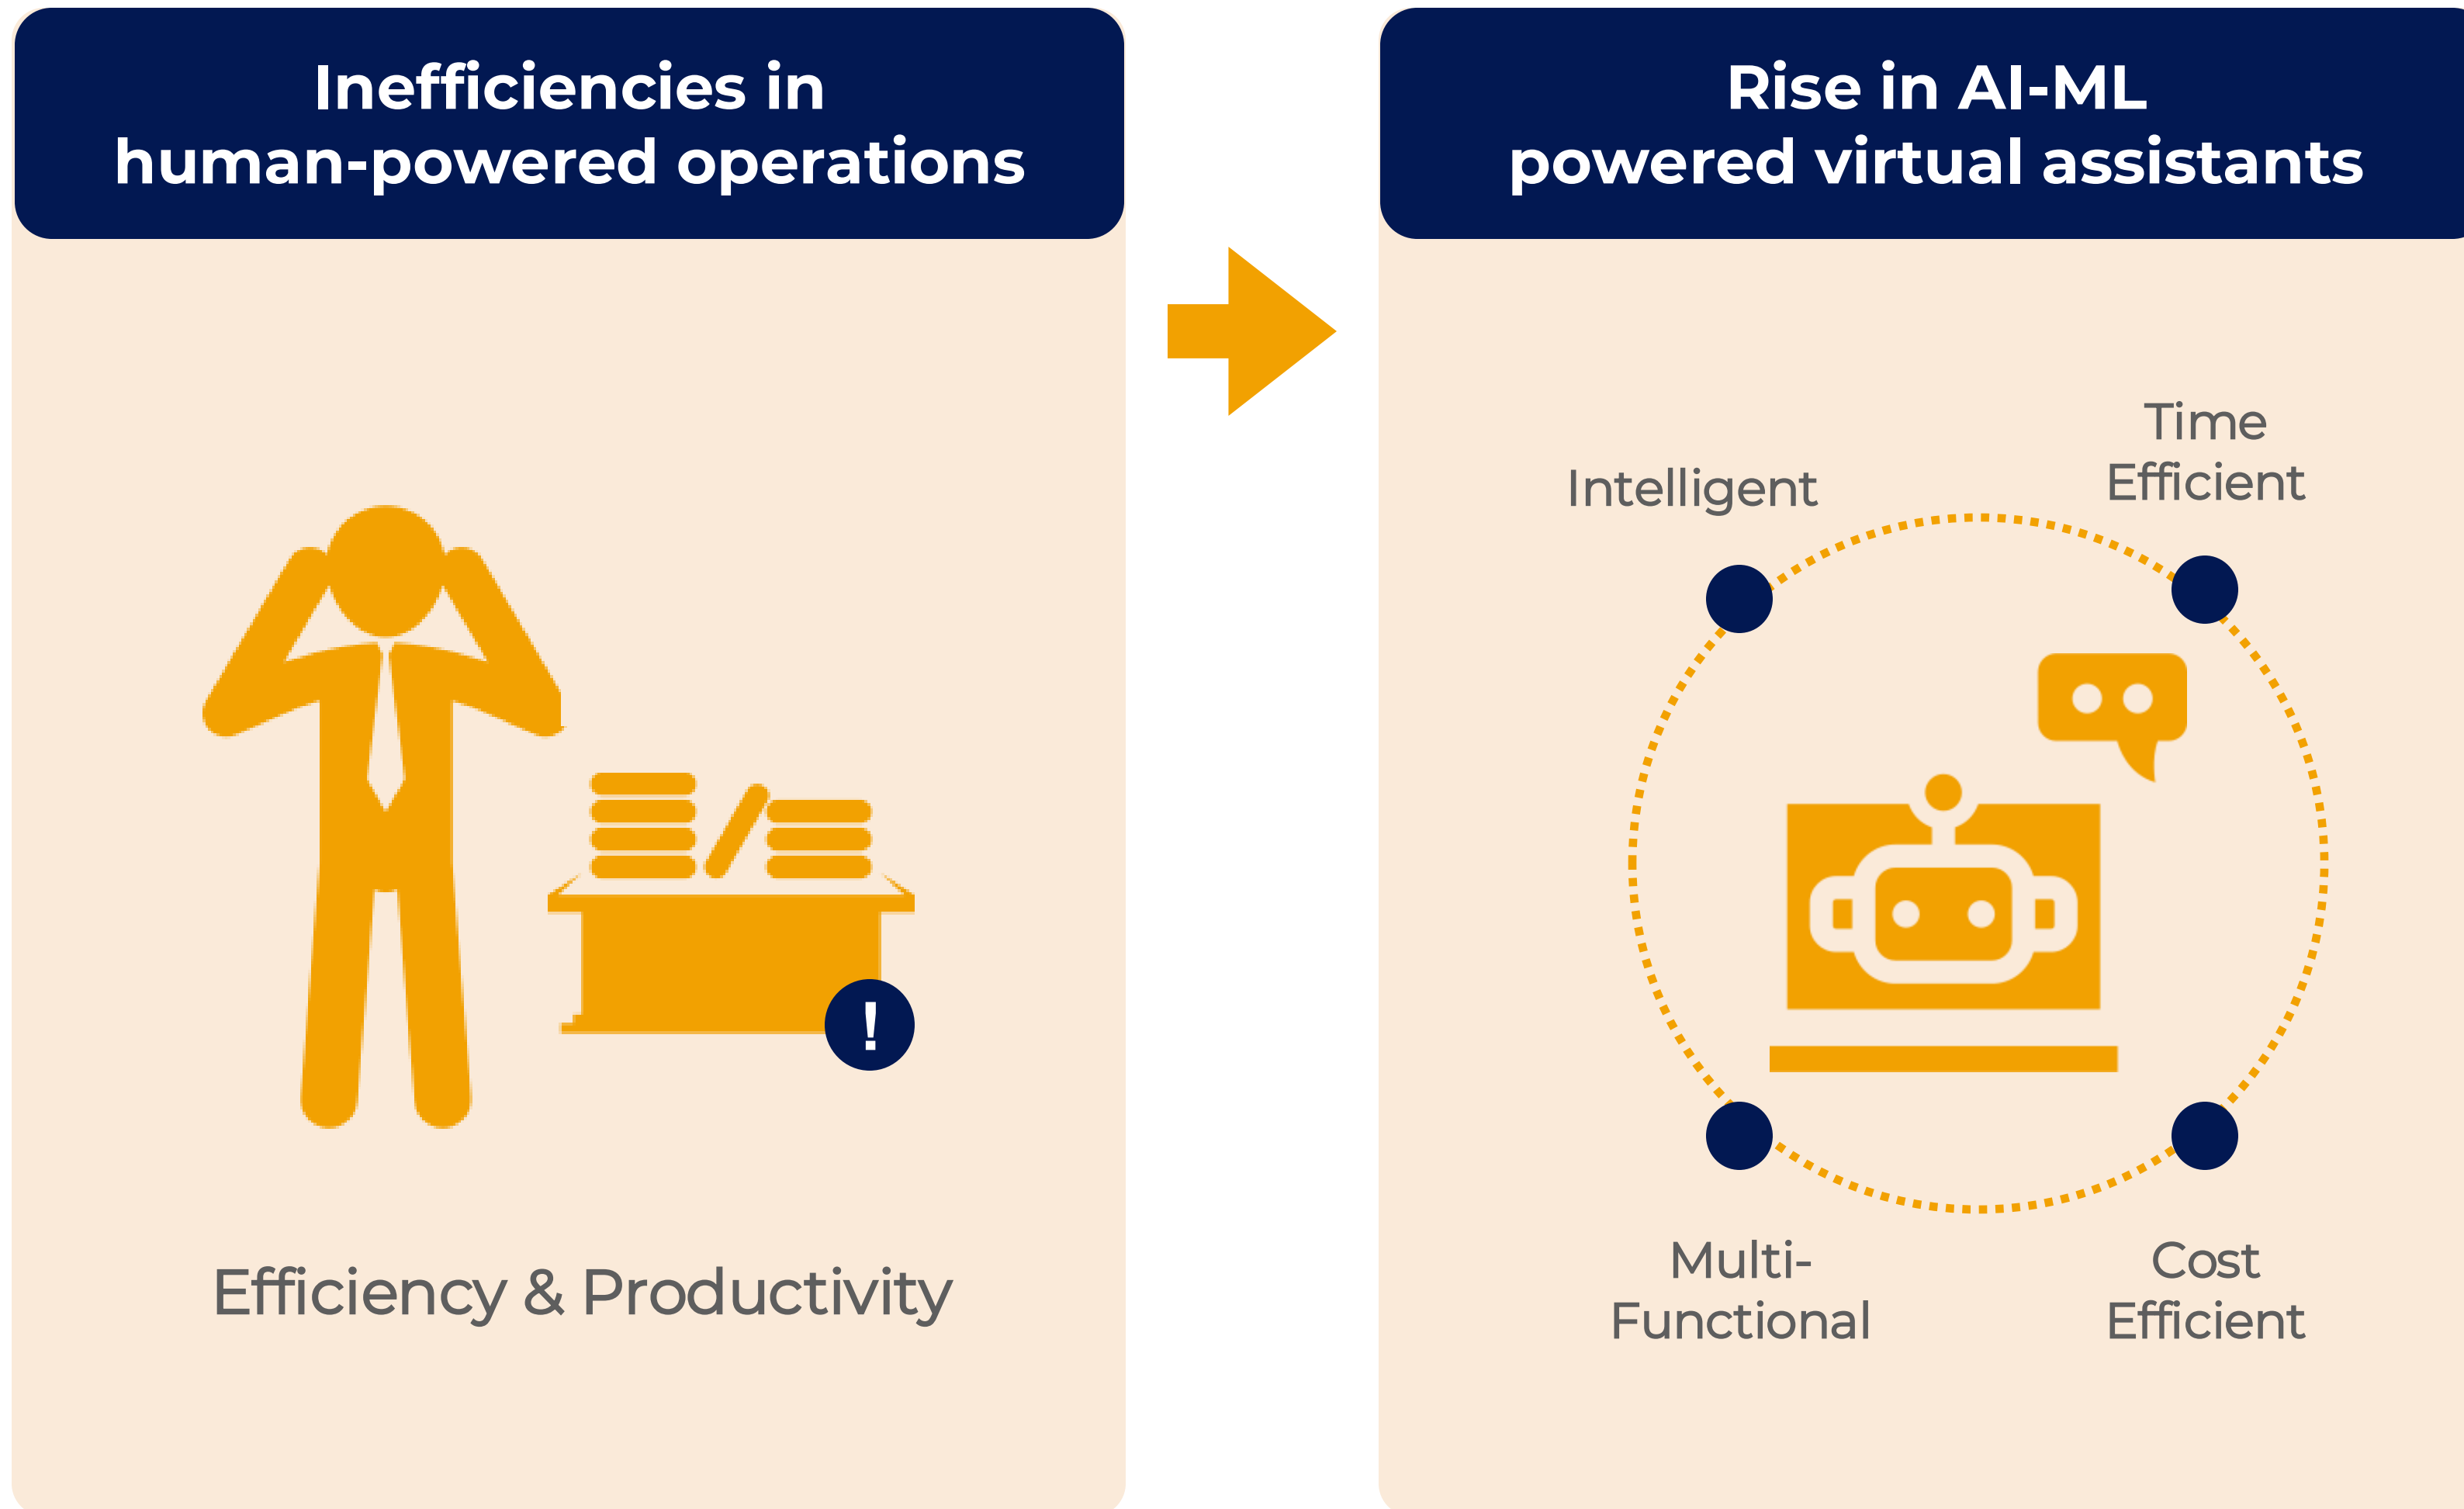 Inefficiencies in
human-powered operations
!
Efficiency & Productivity
Rise in AI-ML
powered virtual assistants
Intelligent
Time
Efficient
Multi-
Functional
Cost
Efficient